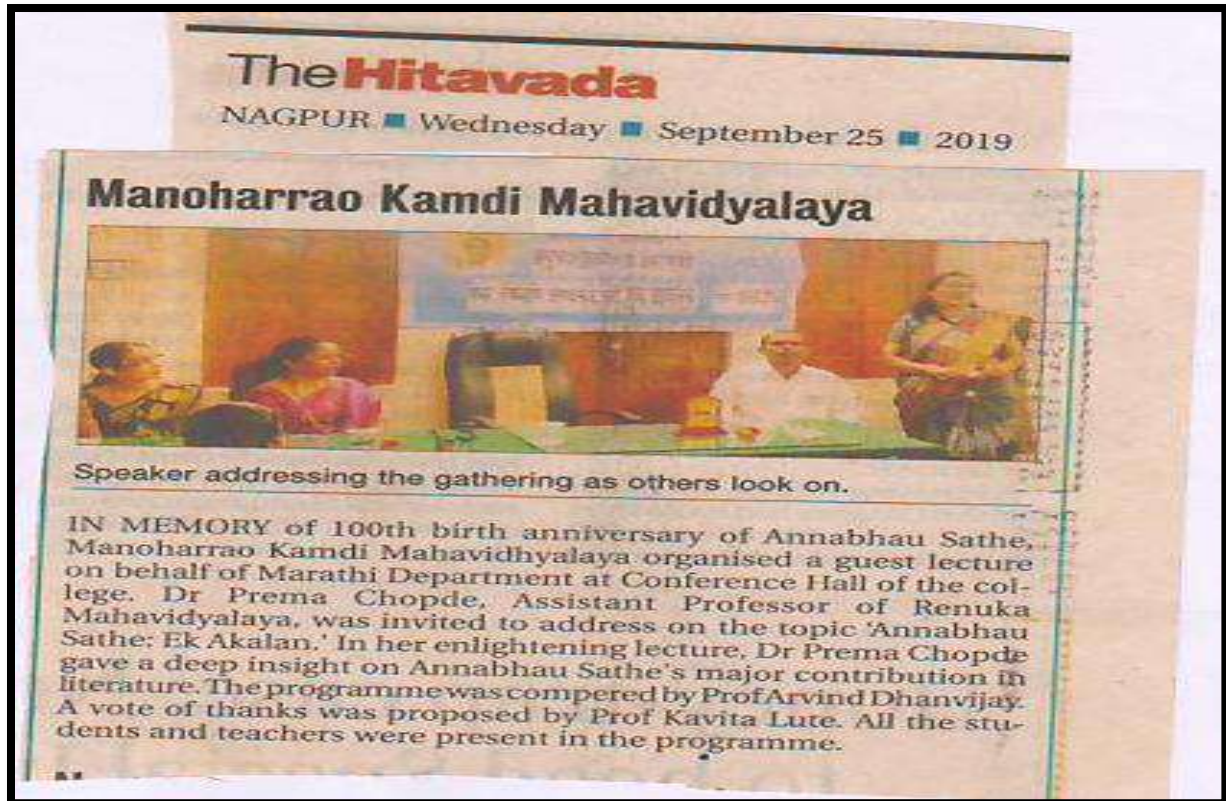 The Hitavada
NAGPUR ■ Wednesday ■ September 25 ■ 2019
Manoharrao Kamdi Mahavidyalaya
Speaker addressing the gathering as others look on.
IN MEMORY of 100th birth anniversary of Annabhau Sathe,
Manoharrao Kamdi Mahavidhyalaya organised a guest lecture
on behalf of Marathi Department at Conference Hall of the col-
lege. Dr Prema Chopde, Assistant Professor of Renuka
Mahavidyalaya, was invited to address on the topic ‘Annabhau
Sathe: Ek Akalan.’ In her enlightening lecture, Dr Prema Chopde
gave a deep insight on Annabhau Sathe's major contribution in
literature. The programme was compered by Prof Arvind Dhanvijay.
A vote of thanks was proposed by Prof Kavita Lute. All the stu-
dents and teachers were present in the programme.